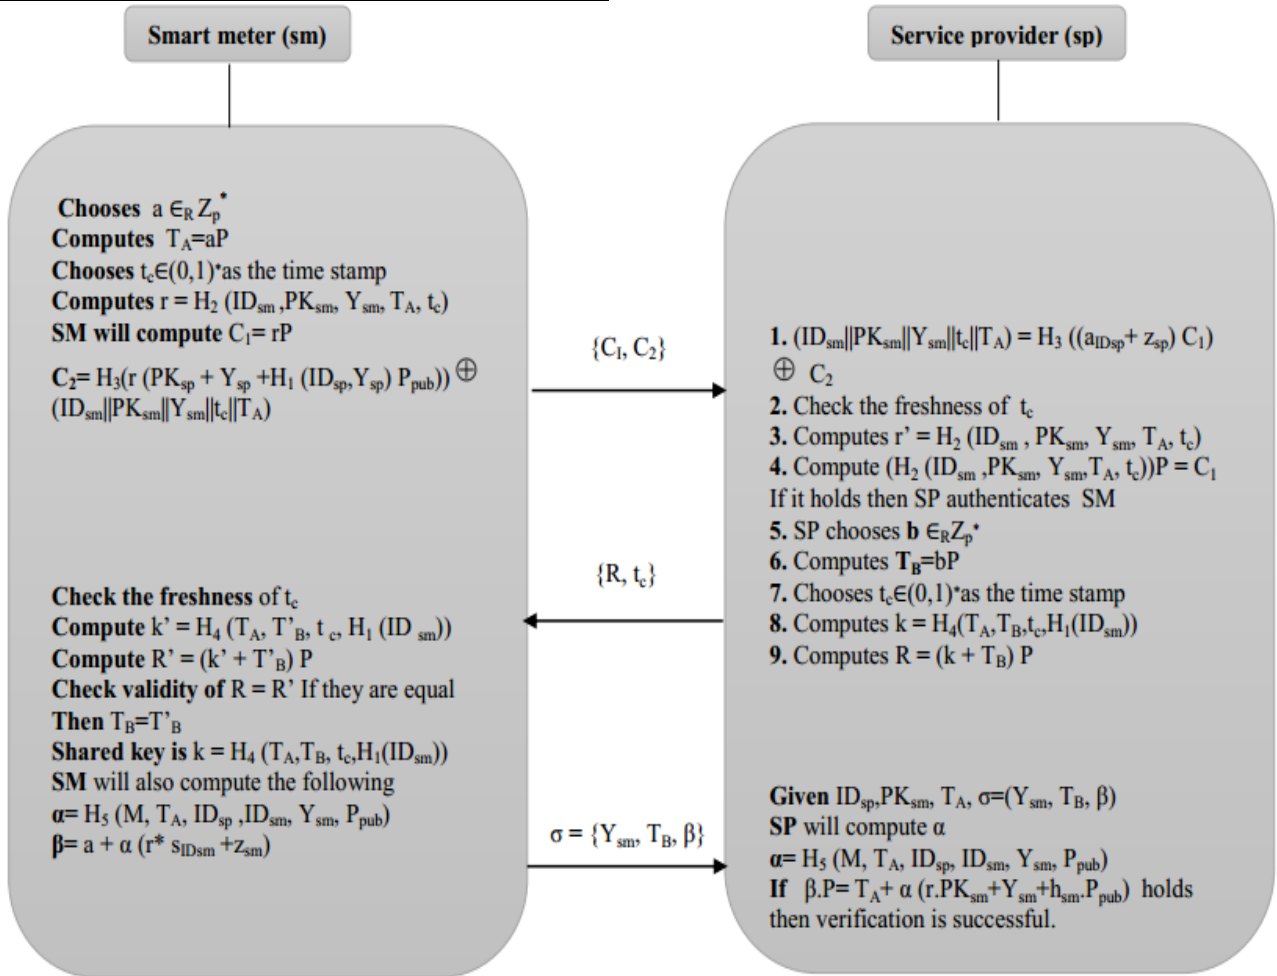 Smart meter (sm)
Service provider (sp)
Chooses a ∈R Zp*
Computes TA=aP
Chooses tc∈(0,1)*as the time stamp
Computes r = H2 (IDsm ,PKsm, Ysm, TA, tc)
SM will compute C1= rP
C2= H3(r (PKsp + Ysp +H1 (IDsp,Ysp) Ppub)) ⊕
(IDsm||PKsm||Ysm||tc||TA)
{C1, C2}
1. (IDsm||PKsm||Ysm||tc||TA) = H3 ((aIDsp+ zsp) C1)
⊕ C2
2. Check the freshness of tc
3. Computes r’ = H2 (IDsm , PKsm, Ysm, TA, tc)
4. Compute (H2 (IDsm ,PKsm, Ysm,TA, tc))P = C1
If it holds then SP authenticates SM
5. SP chooses b ∈RZp*
6. Computes TB=bP
7. Chooses tc∈(0,1)*as the time stamp
8. Computes k = H4(TA,TB,tc,H1(IDsm))
9. Computes R = (k + TB) P
{R, tc}
Check the freshness of tc
Compute k’ = H4 (TA, T’B, t c, H1 (ID sm))
Compute R’ = (k’ + T’B) P
Check validity of R = R’ If they are equal
Then TB=T’B
Shared key is k = H4 (TA,TB, tc,H1(IDsm))
SM will also compute the following
α= H5 (M, TA, IDsp ,IDsm, Ysm, Ppub)
β= a + α (r* sIDsm +zsm)
σ = {Ysm, TB, β}
Given IDsp,PKsm, TA, σ=(Ysm, TB, β)
SP will compute α
α= H5 (M, TA, IDsp, IDsm, Ysm, Ppub)
If β.P= TA+ α (r.PKsm+Ysm+hsm.Ppub) holds
then verification is successful.